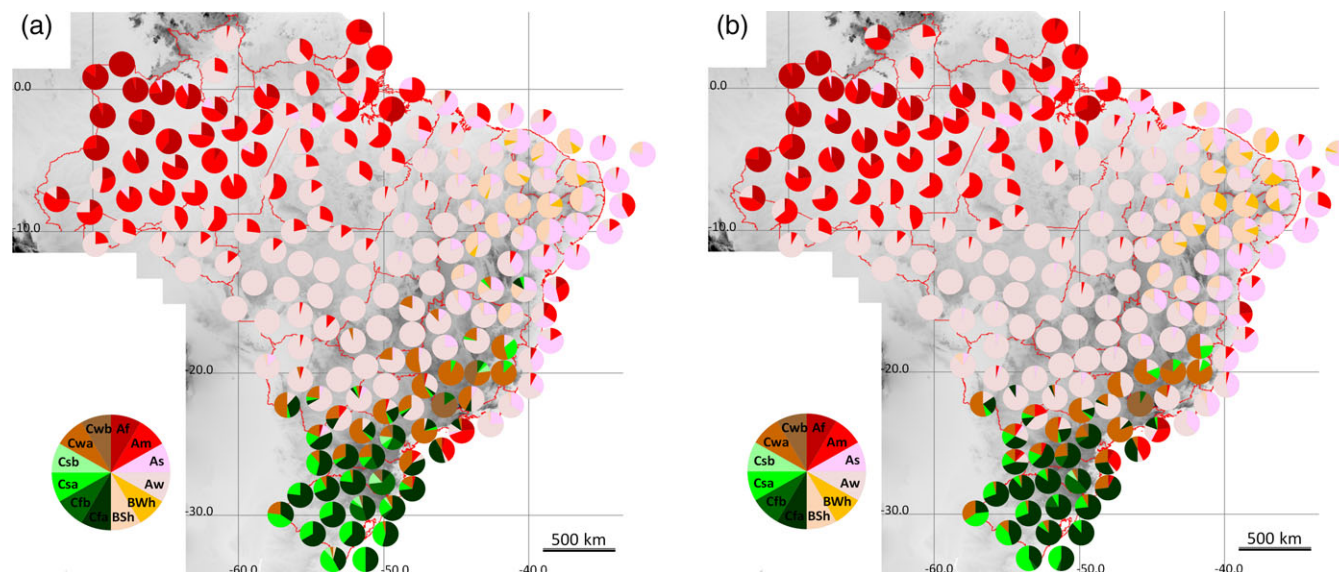 (a)
0.0
-10.0
-20.0
-30.0
-60.0
-50.0
-40.0
500 km
Cwb Af
Cwa Am
Csb As
Csa Aw
Cfb BWh
Cfa BSh
(b)
0.0
-10.0
-20.0
-30.0
-60.0
-50.0
-40.0
500 km
Cwb Af
Cwa Am
Csb As
Csa Aw
Cfb BWh
Cfa BSh